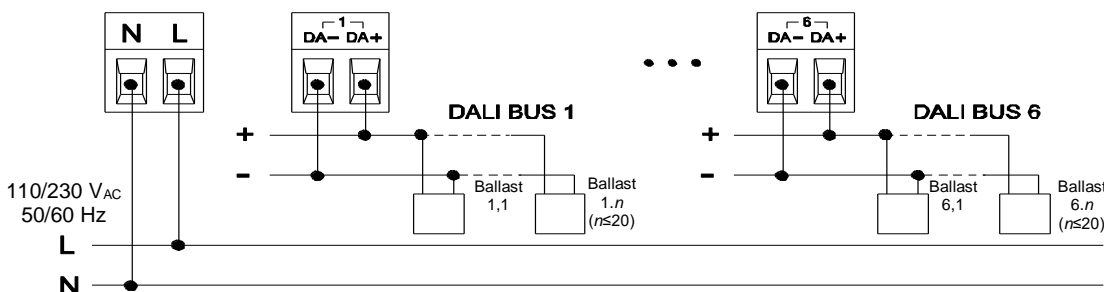 N L
1
DA− DA+
6
DA− DA+
• • •
DALI BUS 1
DALI BUS 6
+
+
−
−
Ballast
1,1
Ballast
1.n
(n≤20)
Ballast
6,1
Ballast
6.n
(n≤20)
110/230 VAC
50/60 Hz
L
N